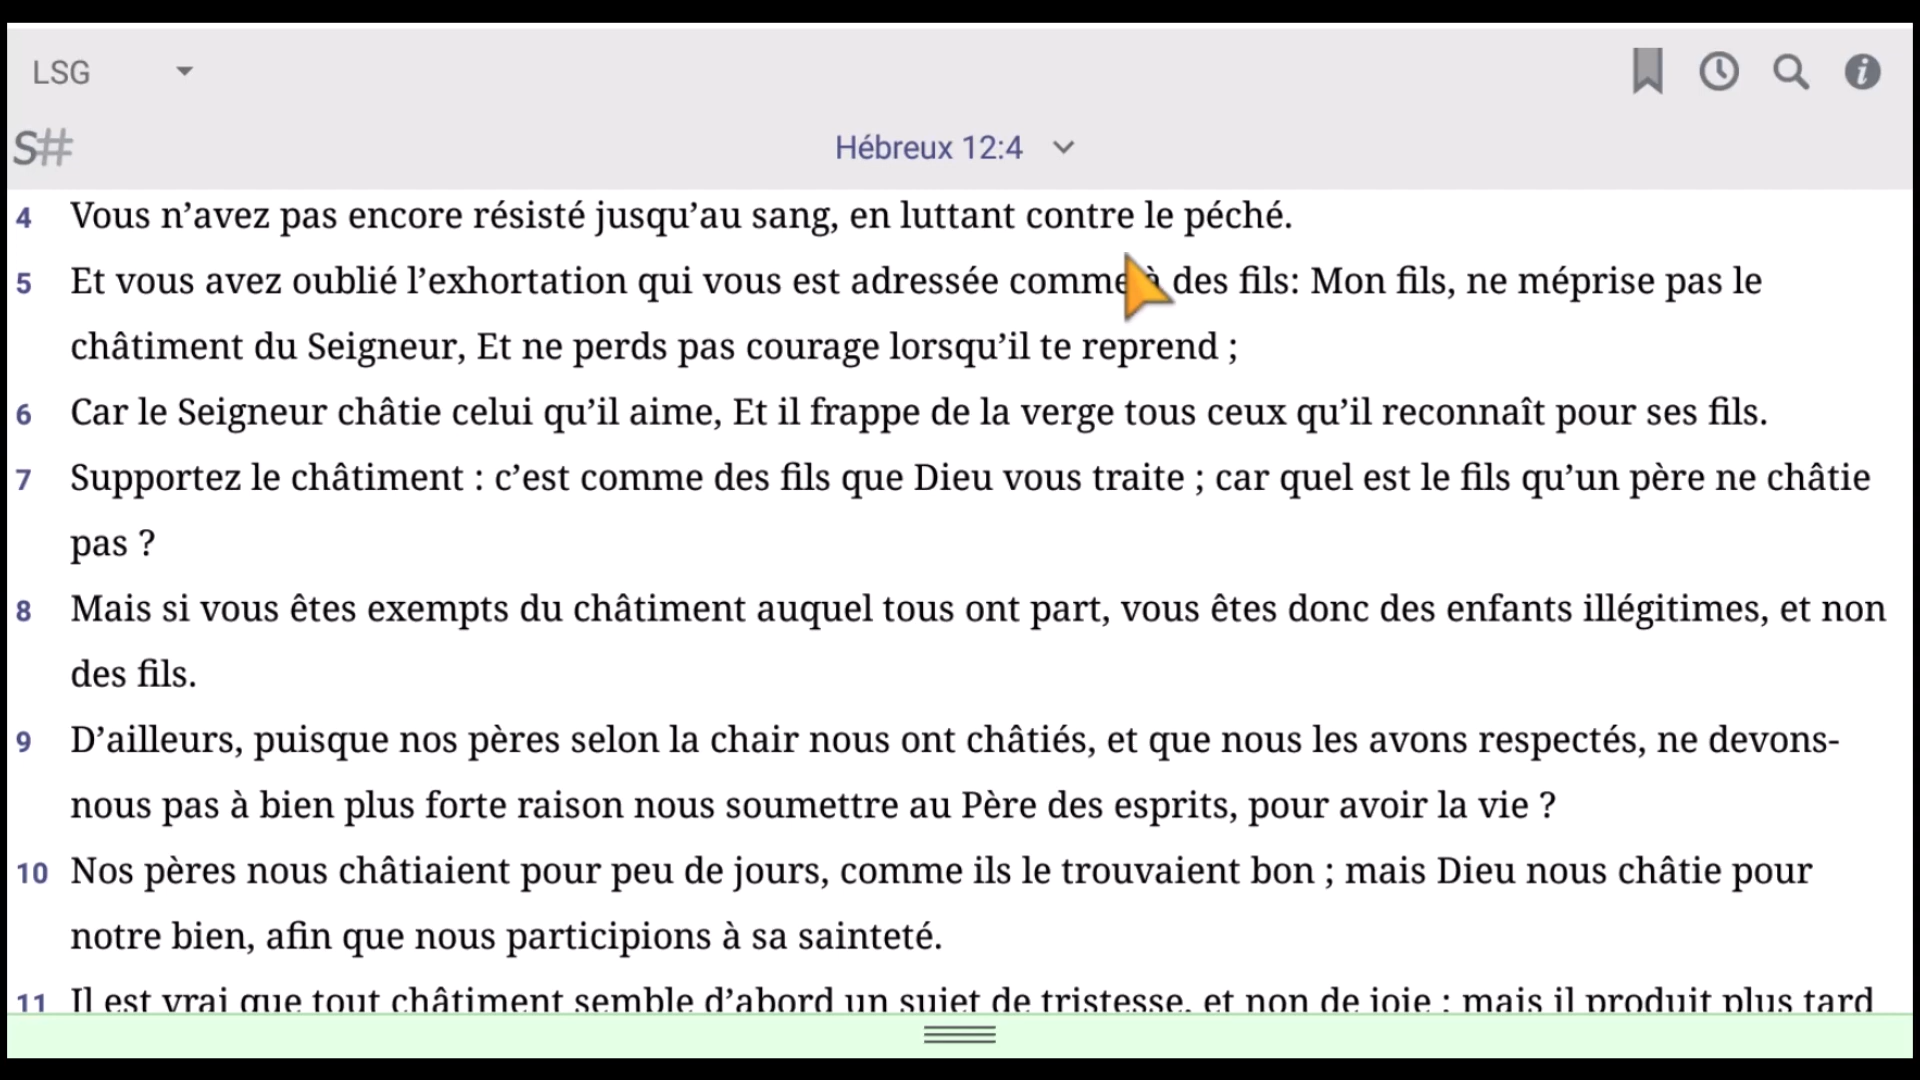 LSG
S#
Hébreux 12:4
4 Vous n’avez pas encore résisté jusqu’au sang, en luttant contre le péché.
5 Et vous avez oublié l’exhortation qui vous est adressée comme à des fils: Mon fils, ne méprise pas le
châtiment du Seigneur, Et ne perds pas courage lorsqu’il te reprend ;
6 Car le Seigneur châtie celui qu’il aime, Et il frappe de la verge tous ceux qu’il reconnaît pour ses fils.
7 Supportez le châtiment : c’est comme des fils que Dieu vous traite ; car quel est le fils qu’un père ne châtie
pas ?
8 Mais si vous êtes exempts du châtiment auquel tous ont part, vous êtes donc des enfants illégitimes, et non
des fils.
9 D’ailleurs, puisque nos pères selon la chair nous ont châtiés, et que nous les avons respectés, ne devons-
nous pas à bien plus forte raison nous soumettre au Père des esprits, pour avoir la vie ?
10 Nos pères nous châtiaient pour peu de jours, comme ils le trouvaient bon ; mais Dieu nous châtie pour
notre bien, afin que nous participions à sa sainteté.
11 Il est vrai que tout châtiment semble d’abord un sujet de tristesse, et non de joie ; mais il produit plus tard